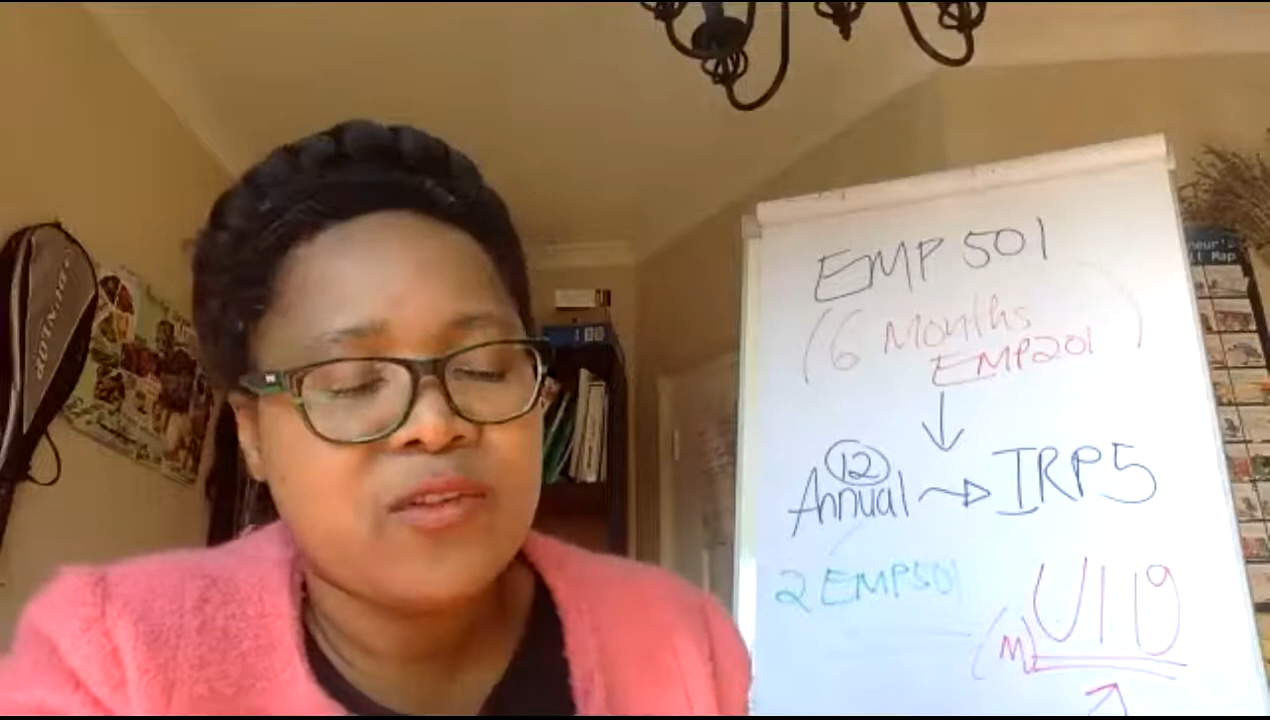 EMP 501
(6 Months
EMP201)
12
Annual → IRP5
2 EMP501
(M) UI19
DUNLOP